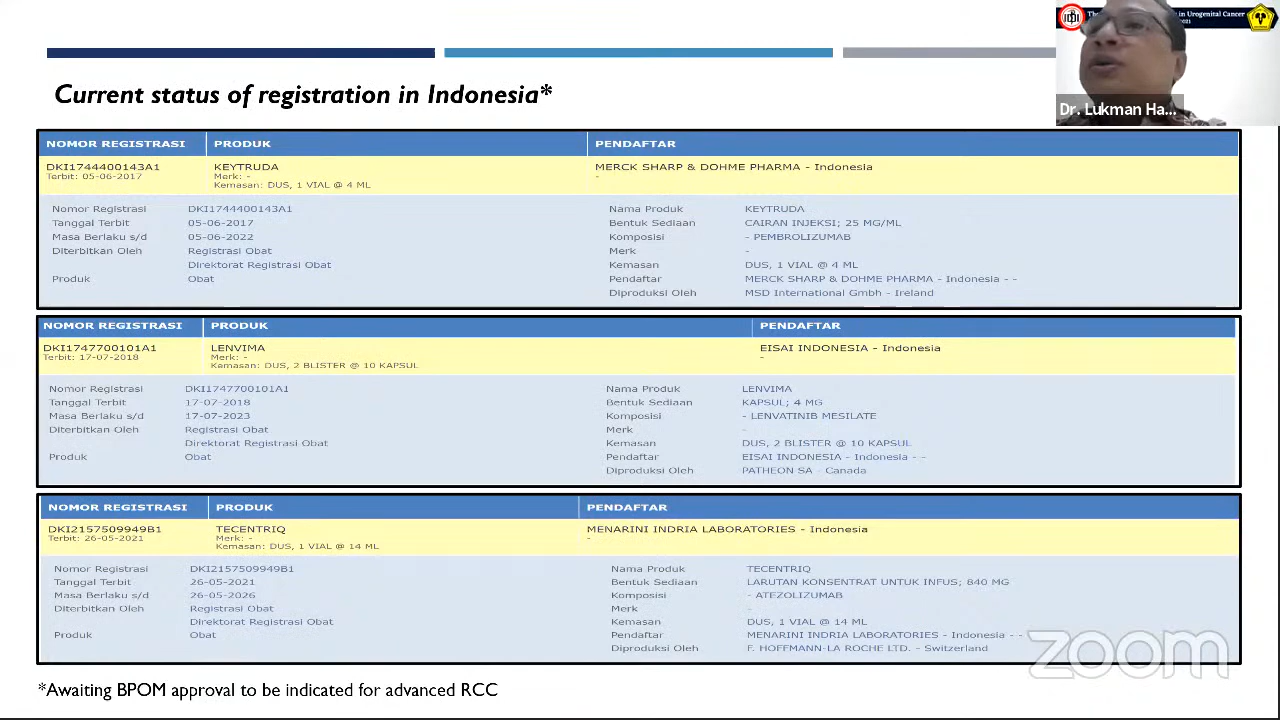 in Urogenital Cancer
Dr. Lukman Ha...
Current status of registration in Indonesia*
NOMOR REGISTRASI PRODUK PENDAFTAR
DKI1744400143A1 KEYTRUDA MERCK SHARP & DOHME PHARMA - Indonesia
Terbit: 05-06-2017 Merk: - -
Kemasan: DUS, 1 VIAL @ 4 ML
Nomor Registrasi DKI1744400143A1 Nama Produk KEYTRUDA
Tanggal Terbit 05-06-2017 Bentuk Sediaan CAIRAN INJEKSI; 25 MG/ML
Masa Berlaku s/d 05-06-2022 Komposisi - PEMBROLIZUMAB
Diterbitkan Oleh Registrasi Obat Merk -
Direktorat Registrasi Obat Kemasan DUS, 1 VIAL @ 4 ML
Produk Obat Pendaftar MERCK SHARP & DOHME PHARMA - Indonesia - -
Diproduksi Oleh MSD International Gmbh - Ireland
NOMOR REGISTRASI PRODUK PENDAFTAR
DKI1747700101A1 LENVIMA EISAI INDONESIA - Indonesia
Terbit: 17-07-2018 Merk: - -
Kemasan: DUS, 2 BLISTER @ 10 KAPSUL
Nomor Registrasi DKI1747700101A1 Nama Produk LENVIMA
Tanggal Terbit 17-07-2018 Bentuk Sediaan KAPSUL; 4 MG
Masa Berlaku s/d 17-07-2023 Komposisi - LENVATINIB MESILATE
Diterbitkan Oleh Registrasi Obat Merk -
Direktorat Registrasi Obat Kemasan DUS, 2 BLISTER @ 10 KAPSUL
Produk Obat Pendaftar EISAI INDONESIA - Indonesia - -
Diproduksi Oleh PATHEON SA - Canada
NOMOR REGISTRASI PRODUK PENDAFTAR
DKI2157509949B1 TECENTRIQ MENARINI INDRIA LABORATORIES - Indonesia
Terbit: 26-05-2021 Merk: - -
Kemasan: DUS, 1 VIAL @ 14 ML
Nomor Registrasi DKI2157509949B1 Nama Produk TECENTRIQ
Tanggal Terbit 26-05-2021 Bentuk Sediaan LARUTAN KONSENTRAT UNTUK INFUS; 840 MG
Masa Berlaku s/d 26-05-2026 Komposisi - ATEZOLIZUMAB
Diterbitkan Oleh Registrasi Obat Merk -
Direktorat Registrasi Obat Kemasan DUS, 1 VIAL @ 14 ML
Produk Obat Pendaftar MENARINI INDRIA LABORATORIES - Indonesia - -
Diproduksi Oleh F. HOFFMANN-LA ROCHE LTD. - Switzerland
zoom
*Awaiting BPOM approval to be indicated for advanced RCC